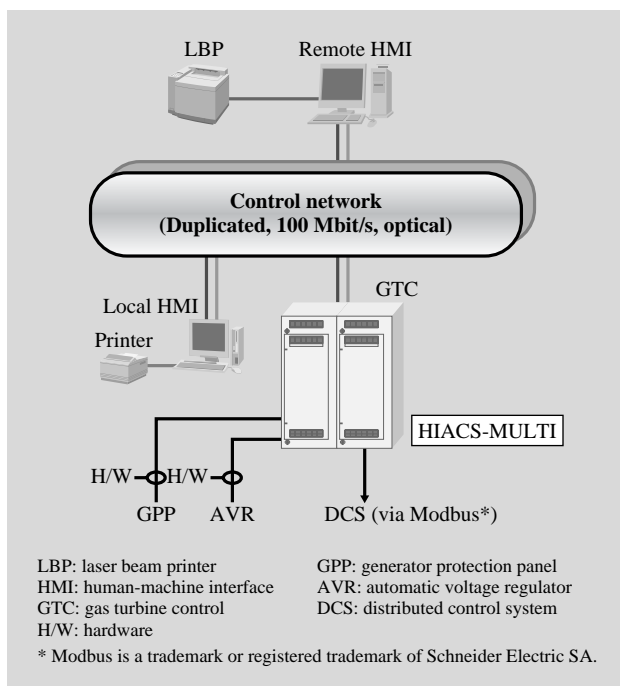 LBP
Remote HMI
Control network
(Duplicated, 100 Mbit/s, optical)
GTC
Local HMI
Printer
HIACS-MULTI
H/W
H/W
GPP
AVR
DCS (via Modbus*)
LBP: laser beam printer
HMI: human-machine interface
GTC: gas turbine control
H/W: hardware
GPP: generator protection panel
AVR: automatic voltage regulator
DCS: distributed control system
* Modbus is a trademark or registered trademark of Schneider Electric SA.